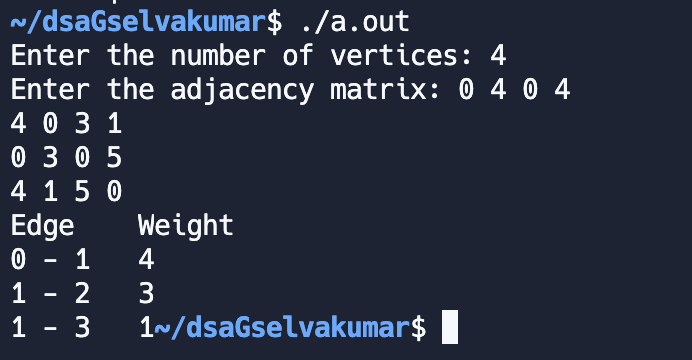 ~/dsaGselvakumar$ ./a.out
Enter the number of vertices: 4
Enter the adjacency matrix: 0 4 0 4
4 0 3 1
0 3 0 5
4 1 5 0
Edge    Weight
0 - 1   4
1 - 2   3
1 - 3   1~/dsaGselvakumar$